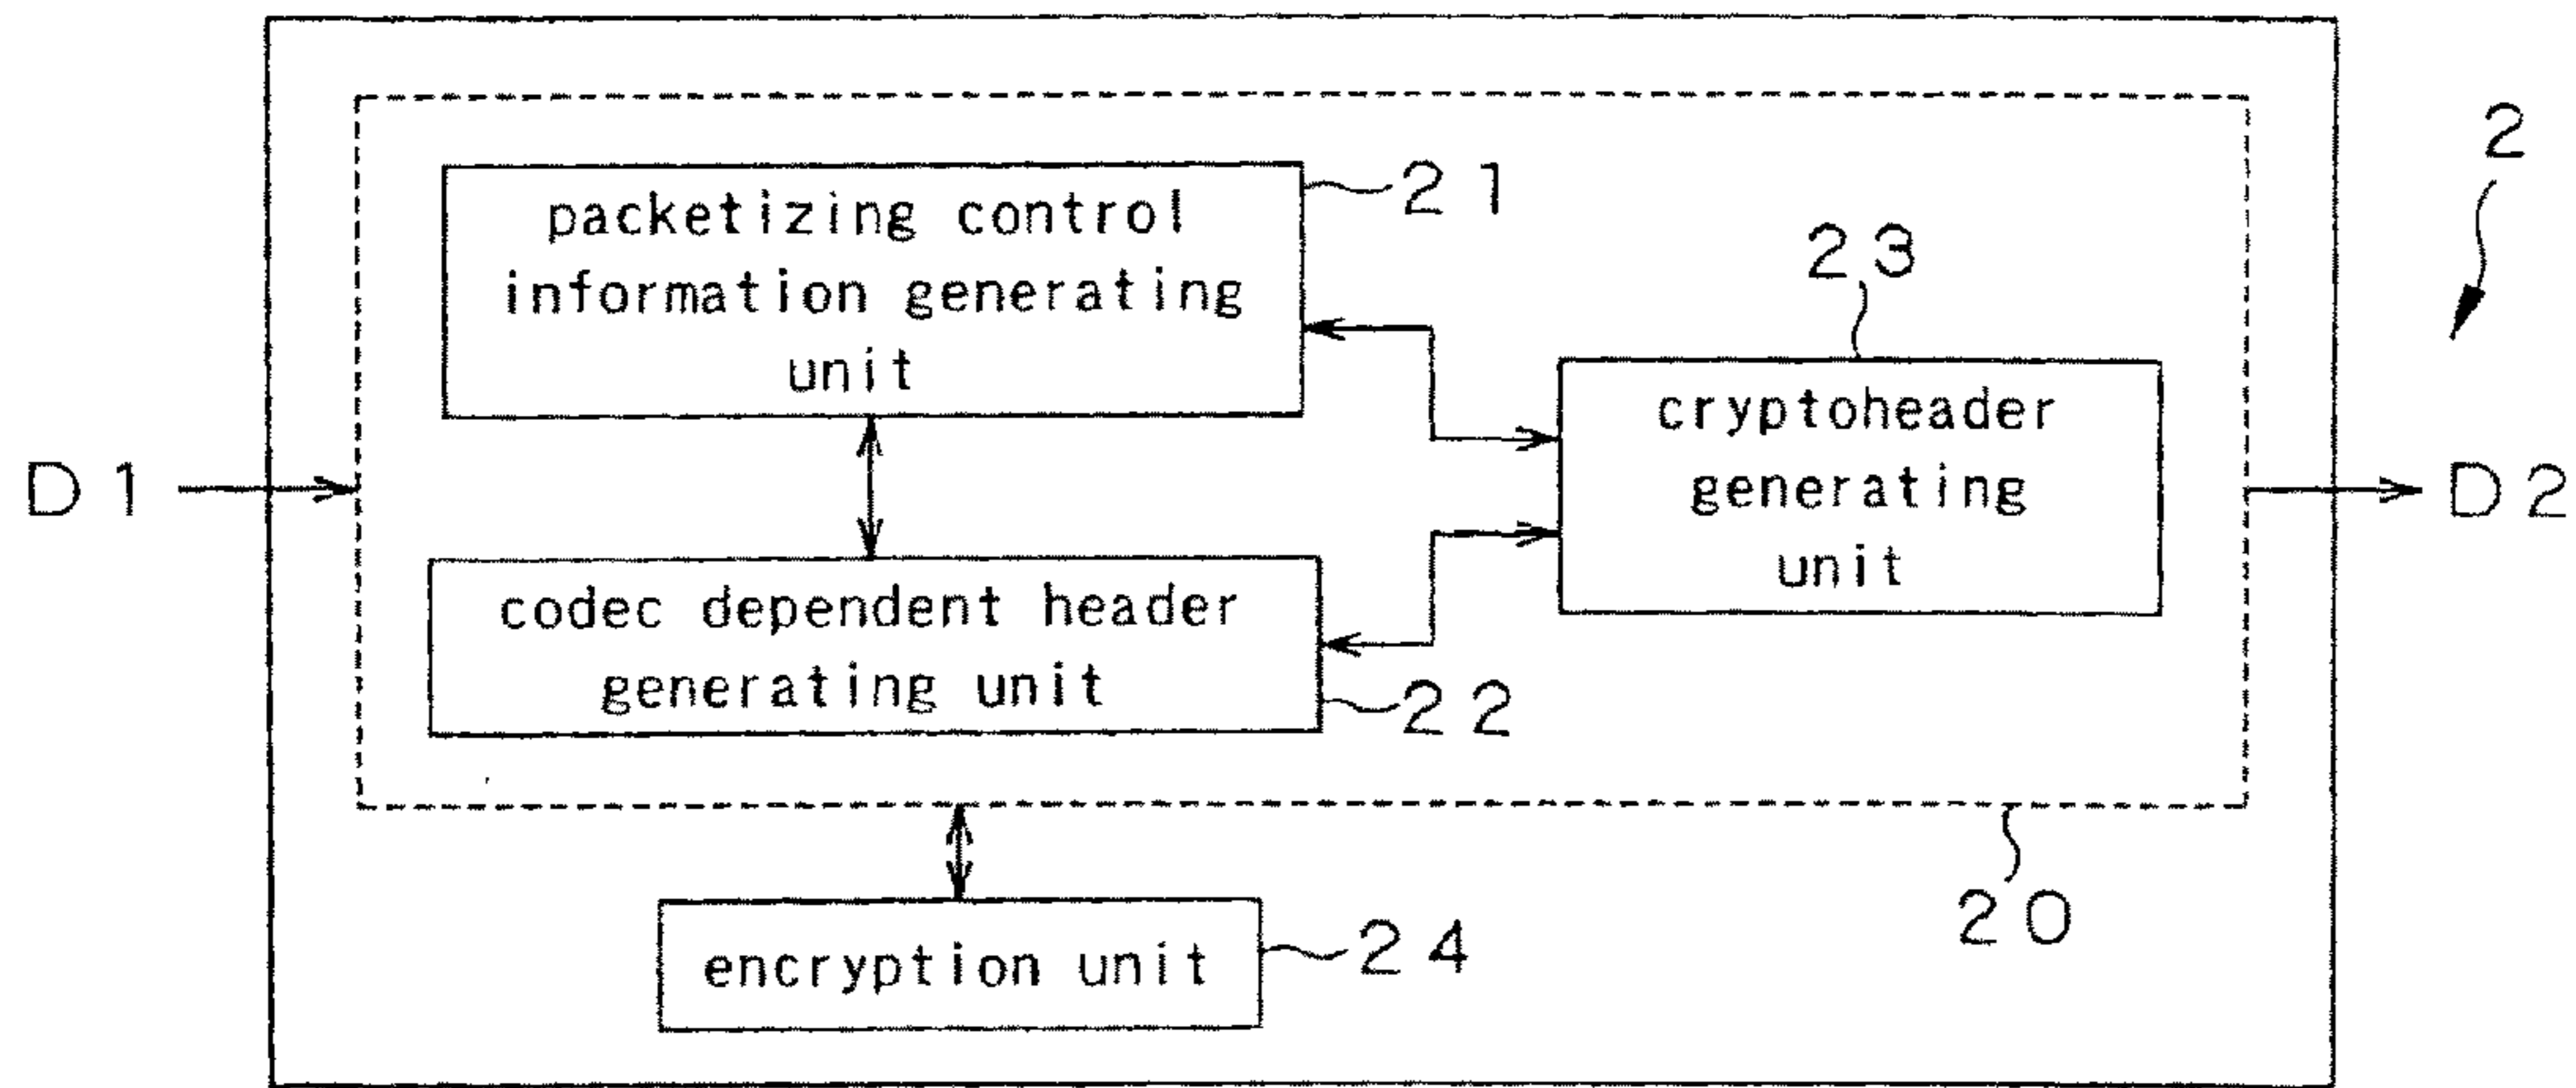 2
packetizing control
information generating
unit
21
23
cryptoheader
generating
unit
D1
D2
codec dependent header
generating unit
22
20
encryption unit
24